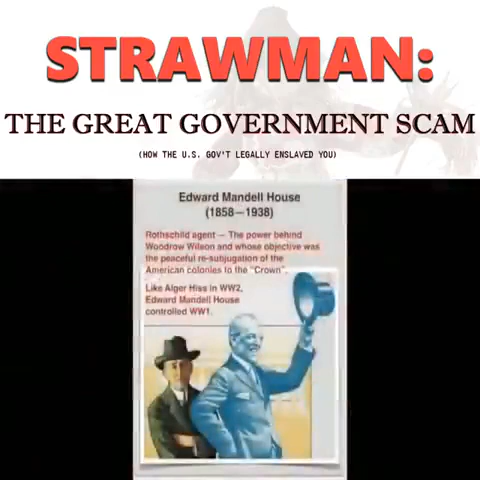 STRAWMAN:
THE GREAT GOVERNMENT SCAM
(HOW THE U.S. GOV'T LEGALLY ENSLAVED YOU)
Edward Mandell House
(1858—1938)
Rothschild agent — The power behind
Woodrow Wilson and whose objective was
the peaceful re-subjugation of the
American colonies to the "Crown".
Like Alger Hiss in WW2,
Edward Mandell House
controlled WW1.